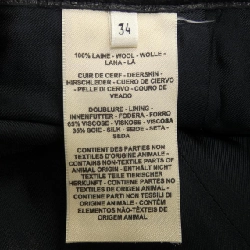 34
100% LAINE - WOOL - WOLLE -
LANA - LÃ
CUIR DE CERF - DEERSKIN -
HIRSCHLEDER - CUERO DE CIERVO
- PELLE DI CERVO - COURO DE
VEADO
DOUBLURE - LINING -
INNENFUTTER - FODERA - FORRO
65% VISCOSE - VISKOSE - VISCOSA
35% SOIE - SILK - SEIDE - SETA -
SEDA
CONTIENT DES PARTIES NON
TEXTILES D'ORIGINE ANIMALE -
CONTAINS NON-TEXTILE PARTS OF
ANIMAL ORIGIN - ENTHÄLT NICHT
TEXTILE TEILE TIERISCHER
HERKUNFT - CONTIENE PARTES NO
TEXTILES DE ORIGEN ANIMAL -
CONTIENE PARTI NON TESSILI DI
ORIGINE ANIMALE - CONTÉM
ELEMENTOS NÃO-TÊXTEIS DE
ORIGEM ANIMAL